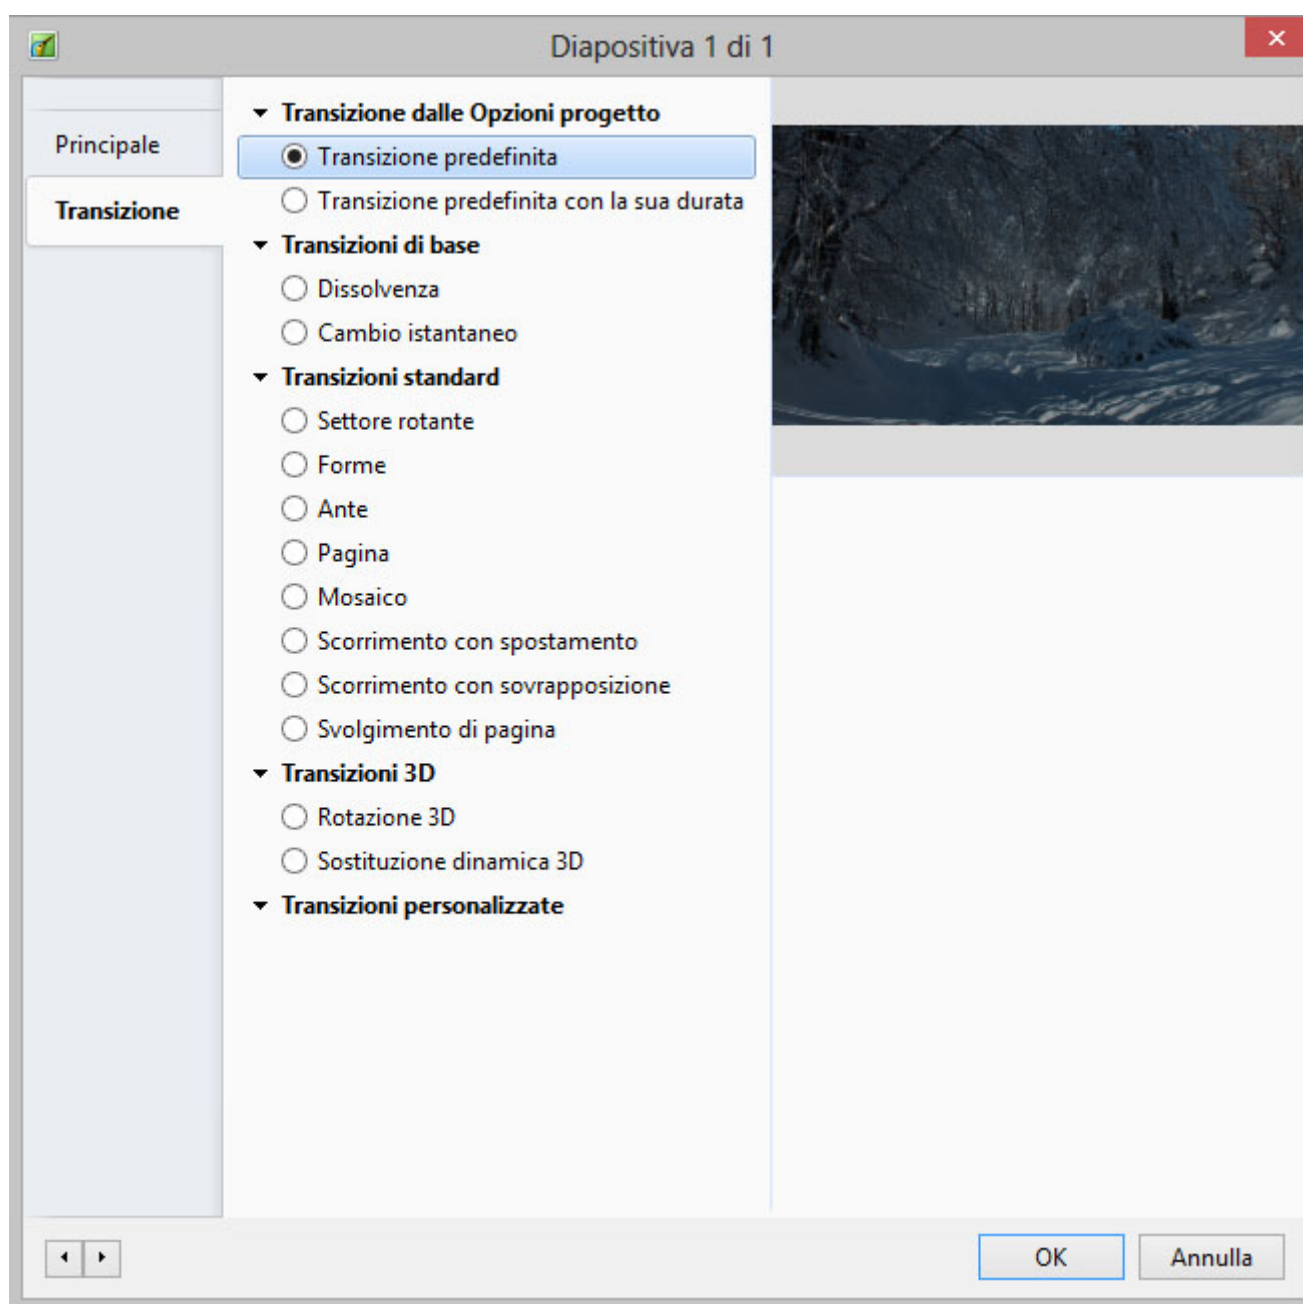 Diapositiva 1 di 1
Principale
Transizione
Transizione dalle Opzioni progetto
Transizione predefinita
Transizione predefinita con la sua durata
Transizioni di base
Dissolvenza
Cambio istantaneo
Transizioni standard
Settore rotante
Forme
Ante
Pagina
Mosaico
Scorrimento con spostamento
Scorrimento con sovrapposizione
Svolgimento di pagina
Transizioni 3D
Rotazione 3D
Sostituzione dinamica 3D
Transizioni personalizzate
OK
Annulla